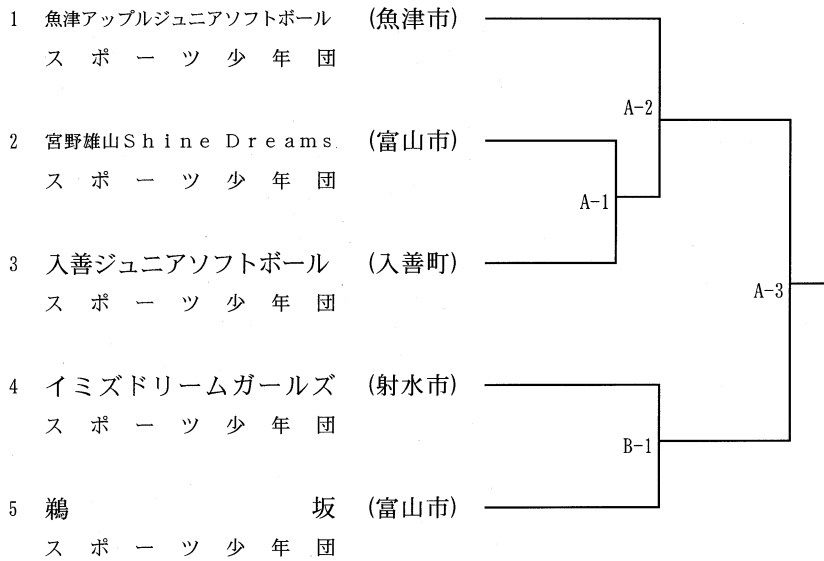 1 魚津アップルジュニアソフトボール (魚津市)
スポーツ少年団
A-2
2 宮野雄山Shine Dreams (富山市)
スポーツ少年団
A-1
3 入善ジュニアソフトボール (入善町)
A-3
スポーツ少年団
4 イミズドリームガールズ (射水市)
スポーツ少年団
B-1
5 鵜坂 (富山市)
スポーツ少年団